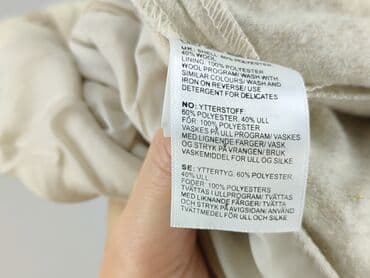 UK: SHELL: 60% POLYESTER
40% WOOL
LINING: 100% POLYESTER
WOOL PROGRAM/ WASH WITH
SIMILAR COLOURS/ WASH AND
IRON ON REVERSE/ USE
DETERGENT FOR DELICATES
NO: YTTERSTOFF:
60% POLYESTER, 40% ULL
FÔR: 100% POLYESTER
VASKES PÅ ULL PROGRAM/ VASKES
MED LIGNENDE FARGER/ VASK
OG STRYK PÅ VRANGEN/ BRUK
VASKEMIDDEL FOR ULL OG SILKE
SE: YTTERTYG: 60% POLYESTER,
40% ULL
FODER: 100% POLYESTERS
TVÄTTAS I ULLPROGRAM/ TVÄTTAS
MED LIKNANDE FÄRGER/ TVÄTTA
OCH STRYK PÅ AVIGSIDAN/ ANVÄND
TVÄTTMEDEL FÖR ULL OCH SILKE